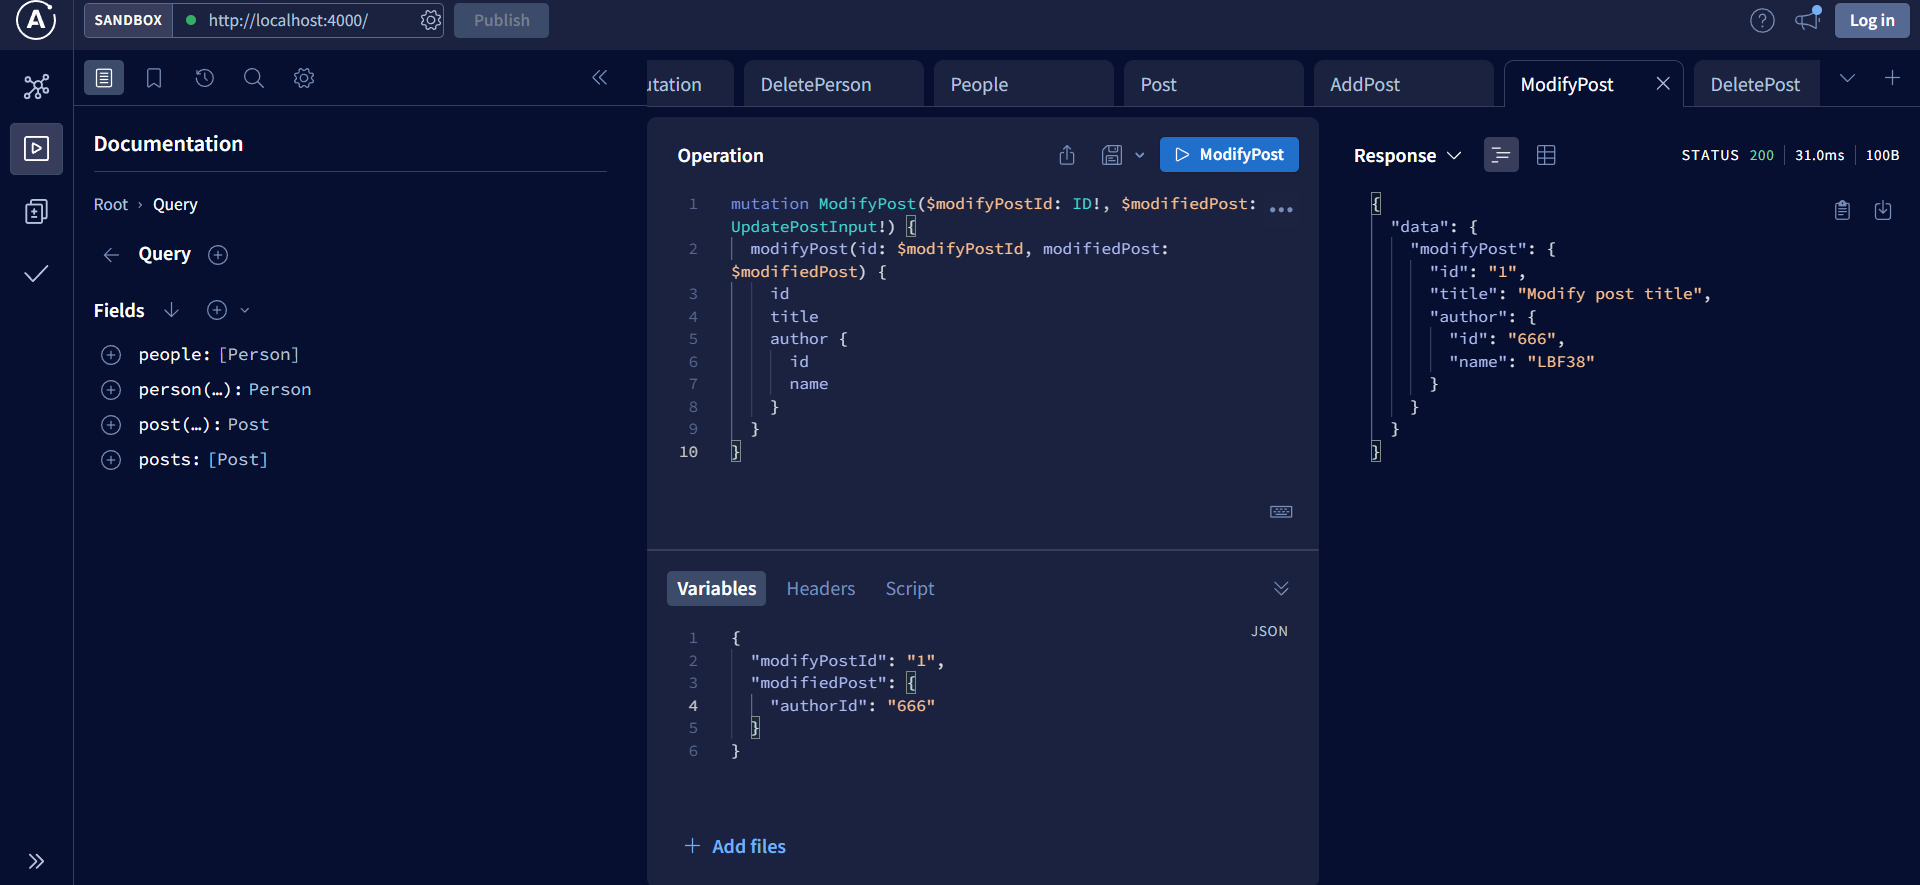 SANDBOX http://localhost:4000/ Publish Log in
utation DeletePerson People Post AddPost ModifyPost DeletePost
Documentation
Root › Query
Query
Fields
people: [Person]
person(…): Person
post(…): Post
posts: [Post]
Operation
ModifyPost
1 mutation ModifyPost($modifyPostId: ID!, $modifiedPost:
UpdatePostInput!) {
2 modifyPost(id: $modifyPostId, modifiedPost:
$modifiedPost) {
3 id
4 title
5 author {
6 id
7 name
8 }
9 }
10 }
Variables Headers Script
JSON
1 {
2 "modifyPostId": "1",
3 "modifiedPost": {
4 "authorId": "666"
5 }
6 }
+ Add files
Response STATUS 200 31.0ms 100B
{
"data": {
"modifyPost": {
"id": "1",
"title": "Modify post title",
"author": {
"id": "666",
"name": "LBF38"
}
}
}
}